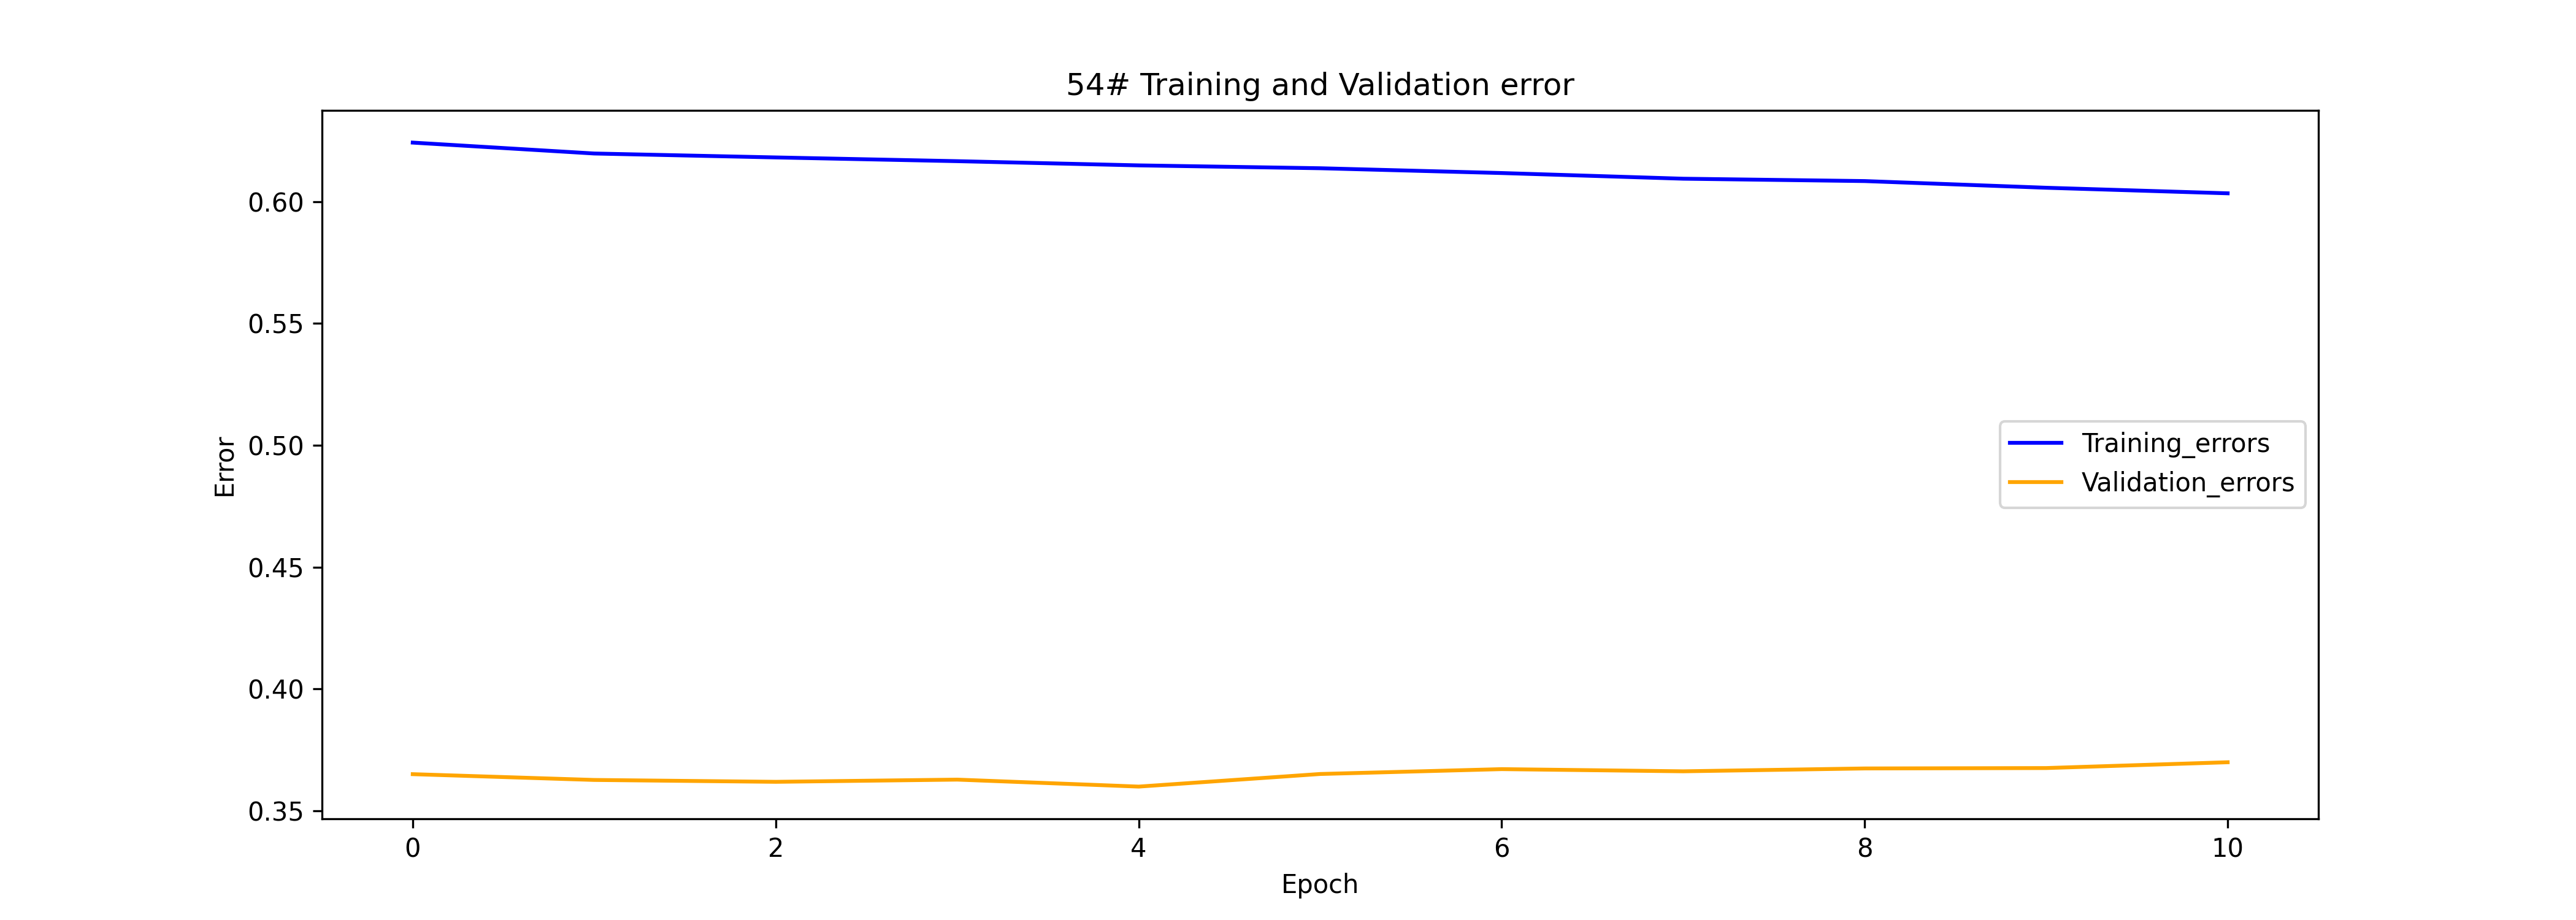 54# Training and Validation error
Error
0.60
0.55
0.50
0.45
0.40
0.35
Training_errors
Validation_errors
0 2 4 6 8 10
Epoch